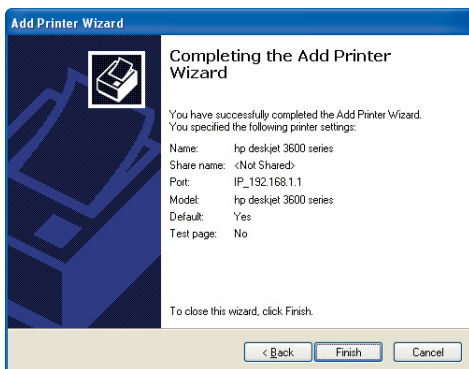 Add Printer Wizard
Completing the Add Printer
Wizard
You have successfully completed the Add Printer Wizard.
You specified the following printer settings:
Name: hp deskjet 3600 series
Share name: <Not Shared>
Port: IP_192.168.1.1
Model: hp deskjet 3600 series
Default: Yes
Test page: No
To close this wizard, click Finish.
< Back Finish Cancel